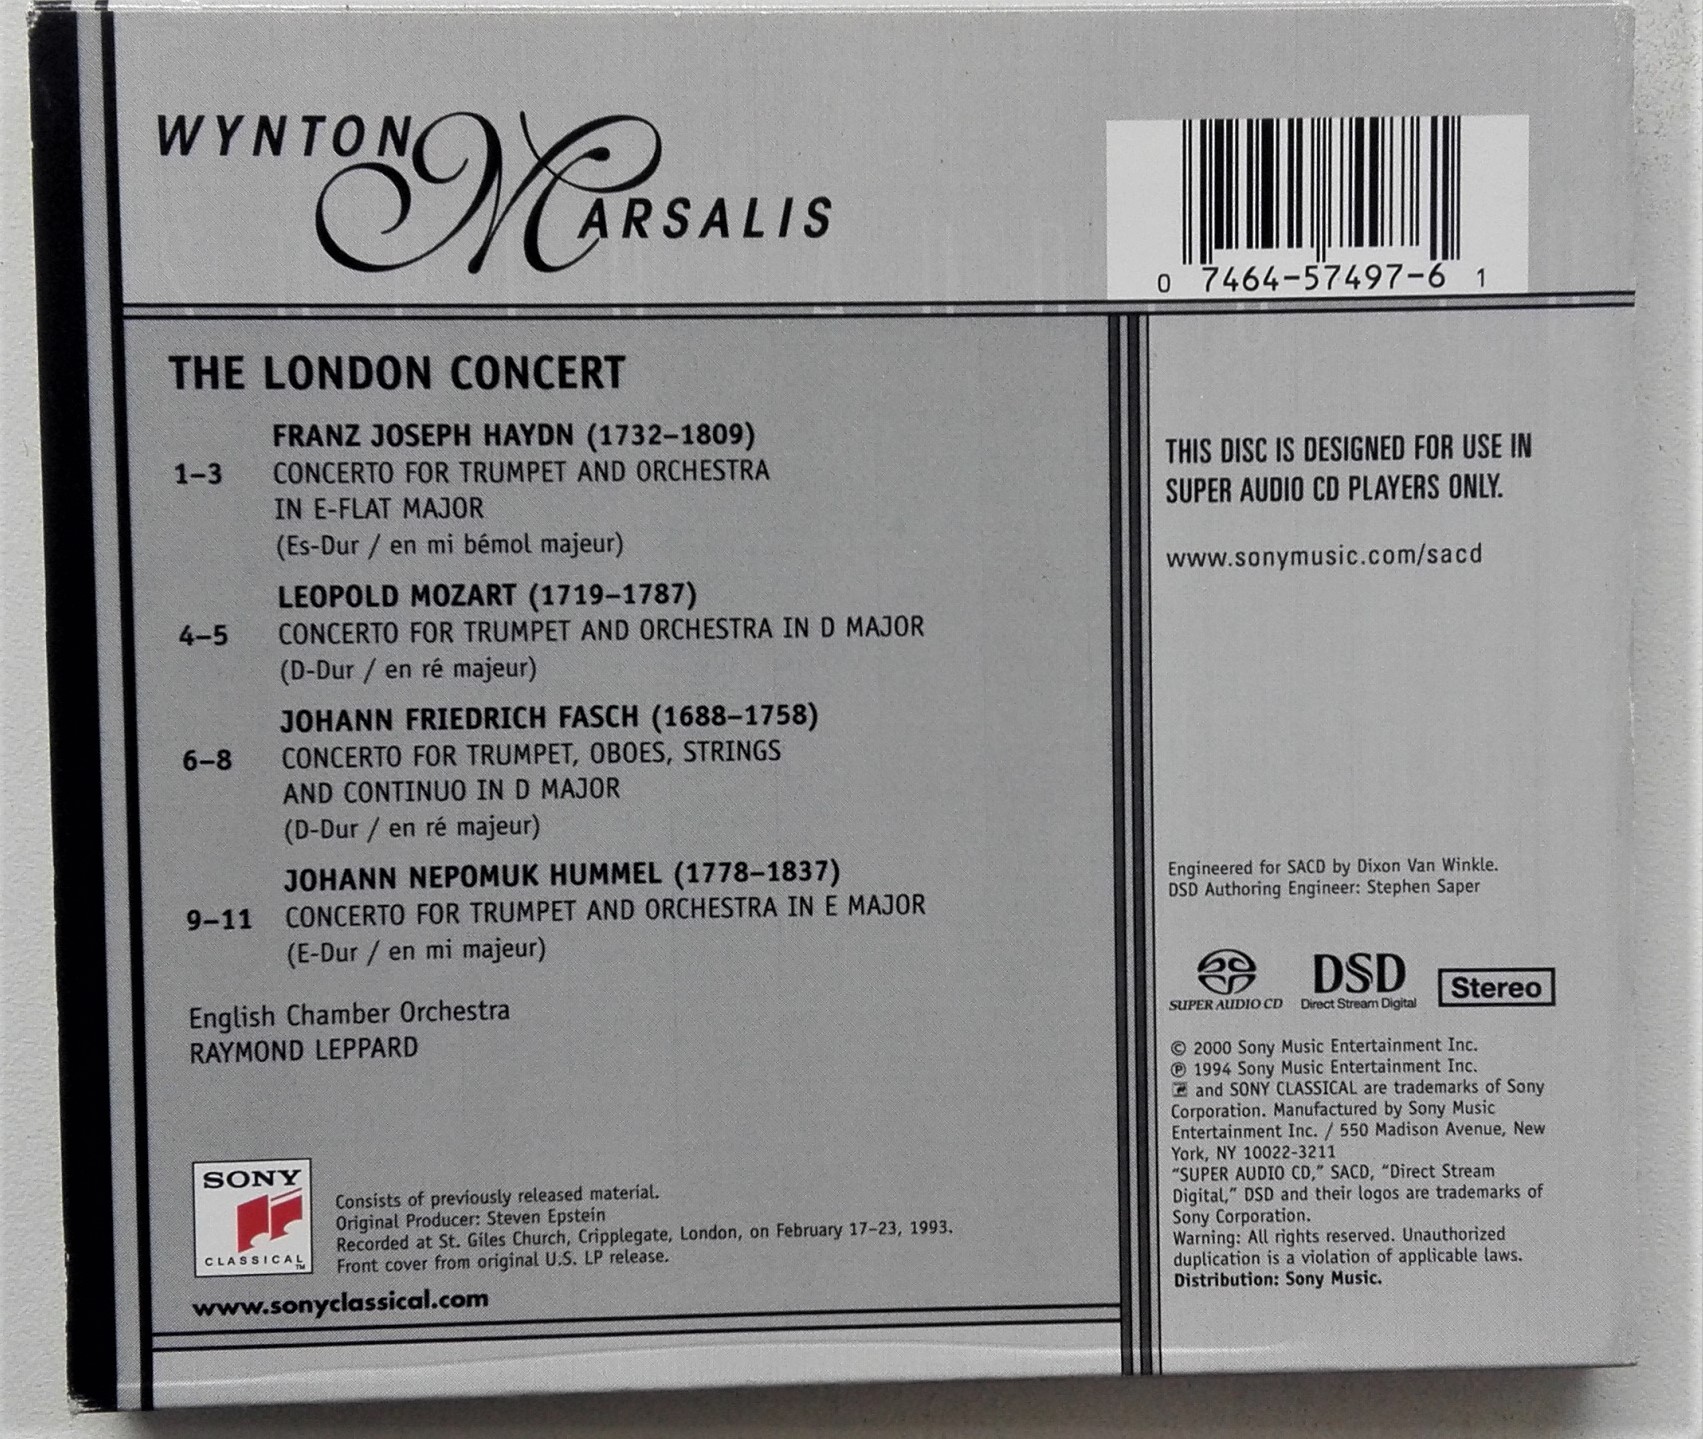 WYNTON MARSALIS
0 7464-57497-6 1
THE LONDON CONCERT
FRANZ JOSEPH HAYDN (1732–1809)
1–3 CONCERTO FOR TRUMPET AND ORCHESTRA
IN E-FLAT MAJOR
(Es-Dur / en mi bémol majeur)
LEOPOLD MOZART (1719–1787)
4–5 CONCERTO FOR TRUMPET AND ORCHESTRA IN D MAJOR
(D-Dur / en ré majeur)
JOHANN FRIEDRICH FASCH (1688–1758)
6–8 CONCERTO FOR TRUMPET, OBOES, STRINGS
AND CONTINUO IN D MAJOR
(D-Dur / en ré majeur)
JOHANN NEPOMUK HUMMEL (1778–1837)
9–11 CONCERTO FOR TRUMPET AND ORCHESTRA IN E MAJOR
(E-Dur / en mi majeur)
English Chamber Orchestra
RAYMOND LEPPARD
SONY
CLASSICAL™
Consists of previously released material.
Original Producer: Steven Epstein
Recorded at St. Giles Church, Cripplegate, London, on February 17–23, 1993.
Front cover from original U.S. LP release.
www.sonyclassical.com
THIS DISC IS DESIGNED FOR USE IN
SUPER AUDIO CD PLAYERS ONLY.
www.sonymusic.com/sacd
Engineered for SACD by Dixon Van Winkle.
DSD Authoring Engineer: Stephen Saper
SUPER AUDIO CD
DSD
Direct Stream Digital
Stereo
© 2000 Sony Music Entertainment Inc.
℗ 1994 Sony Music Entertainment Inc.
and SONY CLASSICAL are trademarks of Sony
Corporation. Manufactured by Sony Music
Entertainment Inc. / 550 Madison Avenue, New
York, NY 10022-3211
“SUPER AUDIO CD,” SACD, “Direct Stream
Digital,” DSD and their logos are trademarks of
Sony Corporation.
Warning: All rights reserved. Unauthorized
duplication is a violation of applicable laws.
Distribution: Sony Music.